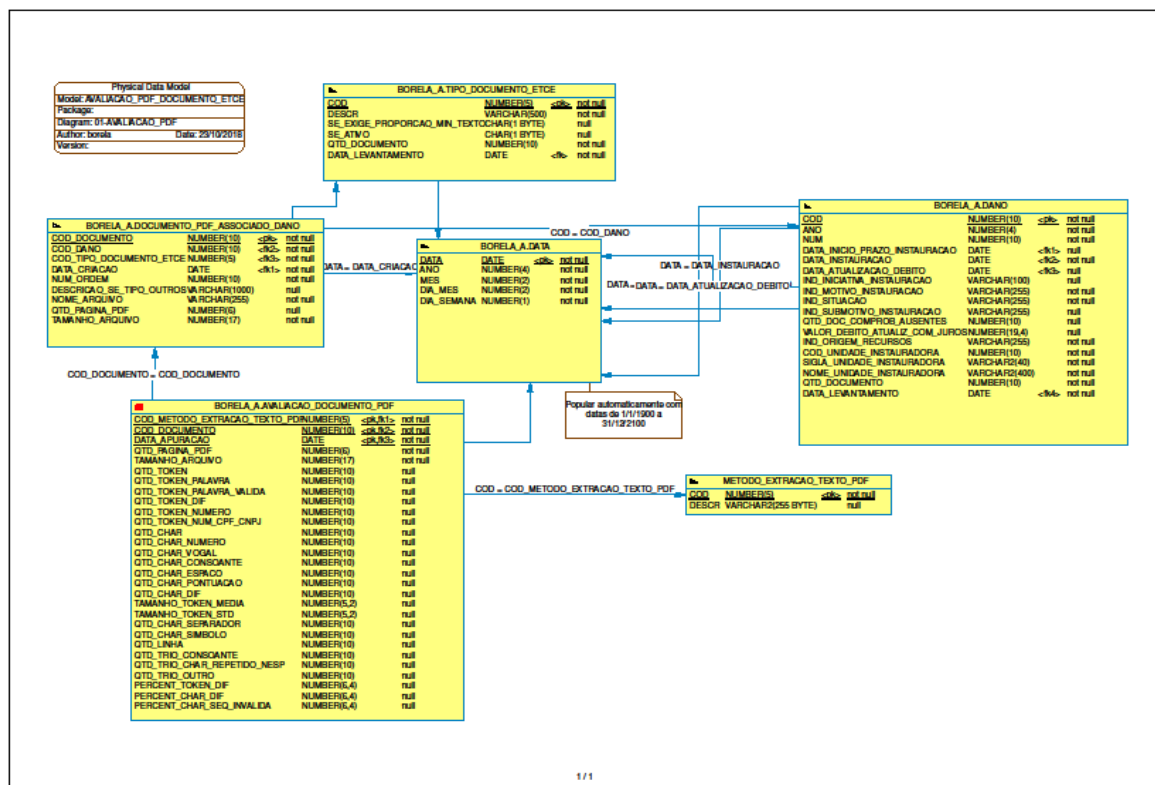 Physical Data Model
Model: AVALIACAO_PDF_DOCUMENTO_ETCE
Package:
Diagram: 01-AVALIACAO_PDF
Author: borela Date: 23/10/2018
Version:
BORELA_A.TIPO_DOCUMENTO_ETCE
COD NUMBER(5) <pk> not null
DESCR VARCHAR(500) not null
SE_EXIGE_PROPORCAO_MIN_TEXTO CHAR(1 BYTE) null
SE_ATIVO CHAR(1 BYTE) null
QTD_DOCUMENTO NUMBER(10) not null
DATA_LEVANTAMENTO DATE <fk> not null
BORELA_A.DOCUMENTO_PDF_ASSOCIADO_DANO
COD_DOCUMENTO NUMBER(10) <pk> not null
COD_DANO NUMBER(10) <fk2> not null
COD_TIPO_DOCUMENTO_ETCE NUMBER(5) <fk3> not null
DATA_CRIACAO DATE <fk1> not null
NUM_ORDEM NUMBER(10) not null
DESCRICAO_SE_TIPO_OUTROS VARCHAR(1000) null
NOME_ARQUIVO VARCHAR(255) not null
QTD_PAGINA_PDF NUMBER(6) null
TAMANHO_ARQUIVO NUMBER(17) not null
BORELA_A.DATA
DATA DATE <pk> not null
ANO NUMBER(4) not null
MES NUMBER(2) not null
DIA_MES NUMBER(2) not null
DIA_SEMANA NUMBER(1) not null
BORELA_A.DANO
COD NUMBER(10) <pk> not null
ANO NUMBER(4) not null
NUM NUMBER(10) not null
DATA_INICIO_PRAZO_INSTAURACAO DATE <fk1> null
DATA_INSTAURACAO DATE <fk2> not null
DATA_ATUALIZACAO_DEBITO DATE <fk3> null
IND_INICIATIVA_INSTAURACAO VARCHAR(100) null
IND_MOTIVO_INSTAURACAO VARCHAR(255) not null
IND_SITUACAO VARCHAR(255) not null
IND_SUBMOTIVO_INSTAURACAO VARCHAR(255) null
QTD_DOC_COMPROB_AUSENTES NUMBER(10) null
VALOR_DEBITO_ATUALIZ_COM_JUROS NUMBER(19,4) null
IND_ORIGEM_RECURSOS VARCHAR(255) not null
COD_UNIDADE_INSTAURADORA NUMBER(10) not null
SIGLA_UNIDADE_INSTAURADORA VARCHAR2(40) not null
NOME_UNIDADE_INSTAURADORA VARCHAR2(400) not null
QTD_DOCUMENTO NUMBER(10) not null
DATA_LEVANTAMENTO DATE <fk4> not null
COD = COD_DANO
DATA = DATA_CRIACAO
DATA = DATA_INSTAURACAO
DATA = DATA = DATA_ATUALIZACAO_DEBITO
COD_DOCUMENTO = COD_DOCUMENTO
Popular automaticamente com
datas de 1/1/1900 a
31/12/2100
BORELA_A.AVALIACAO_DOCUMENTO_PDF
COD_METODO_EXTRACAO_TEXTO_PDF NUMBER(5) <pk,fk1> not null
COD_DOCUMENTO NUMBER(10) <pk,fk2> not null
DATA_APURACAO DATE <pk,fk3> not null
QTD_PAGINA_PDF NUMBER(6) not null
TAMANHO_ARQUIVO NUMBER(17) not null
QTD_TOKEN NUMBER(10) null
QTD_TOKEN_PALAVRA NUMBER(10) null
QTD_TOKEN_PALAVRA_VALIDA NUMBER(10) null
QTD_TOKEN_DIF NUMBER(10) null
QTD_TOKEN_NUMERO NUMBER(10) null
QTD_TOKEN_NUM_CPF_CNPJ NUMBER(10) null
QTD_CHAR NUMBER(10) null
QTD_CHAR_NUMERO NUMBER(10) null
QTD_CHAR_VOGAL NUMBER(10) null
QTD_CHAR_CONSOANTE NUMBER(10) null
QTD_CHAR_ESPACO NUMBER(10) null
QTD_CHAR_PONTUACAO NUMBER(10) null
QTD_CHAR_DIF NUMBER(10) null
TAMANHO_TOKEN_MEDIA NUMBER(5,2) null
TAMANHO_TOKEN_STD NUMBER(5,2) null
QTD_CHAR_SEPARADOR NUMBER(10) null
QTD_CHAR_SIMBOLO NUMBER(10) null
QTD_LINHA NUMBER(10) null
QTD_TRIO_CONSOANTE NUMBER(10) null
QTD_TRIO_CHAR_REPETIDO_NESP NUMBER(10) null
QTD_TRIO_OUTRO NUMBER(10) null
PERCENT_TOKEN_DIF NUMBER(6,4) null
PERCENT_CHAR_DIF NUMBER(6,4) null
PERCENT_CHAR_SEQ_INVALIDA NUMBER(6,4) null
COD = COD_METODO_EXTRACAO_TEXTO_PDF
METODO_EXTRACAO_TEXTO_PDF
COD NUMBER(5) <pk> not null
DESCR VARCHAR2(255 BYTE) null
1 / 1